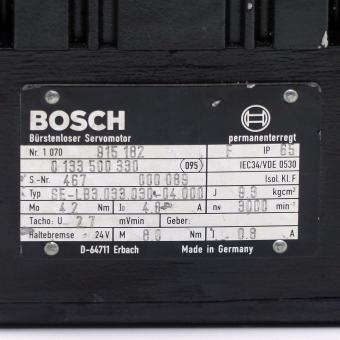 BOSCH
Bürstenloser Servomotor permanenterregt
Nr. 1 070 815 182 F IP 65
0 133 500 330 (095) IEC34/VDE 0530
S.-Nr. 467 000 089 Isol. Kl. F
Typ SE-LB3.033.030-04.000 J 9.3 kgcm²
Mo 4.2 Nm Io 4.8 A nN 3000 min⁻¹
Tacho: U 2.7 mVmin Geber:
Haltebremse 24V M 8.0 Nm I 0.8 A
D-64711 Erbach Made in Germany